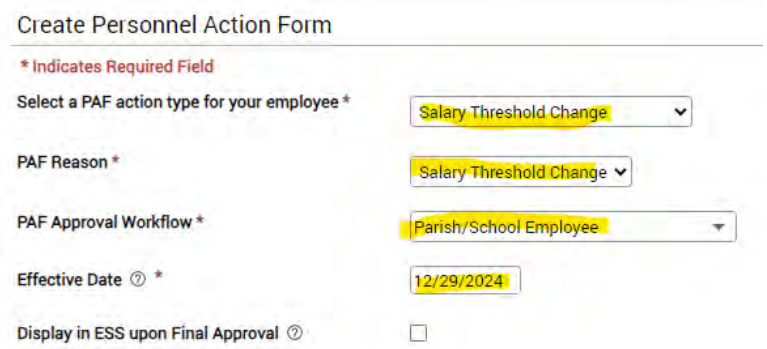 Create Personnel Action Form
* Indicates Required Field
Select a PAF action type for your employee * Salary Threshold Change
PAF Reason * Salary Threshold Change
PAF Approval Workflow * Parish/School Employee
Effective Date ? * 12/29/2024
Display in ESS upon Final Approval ?